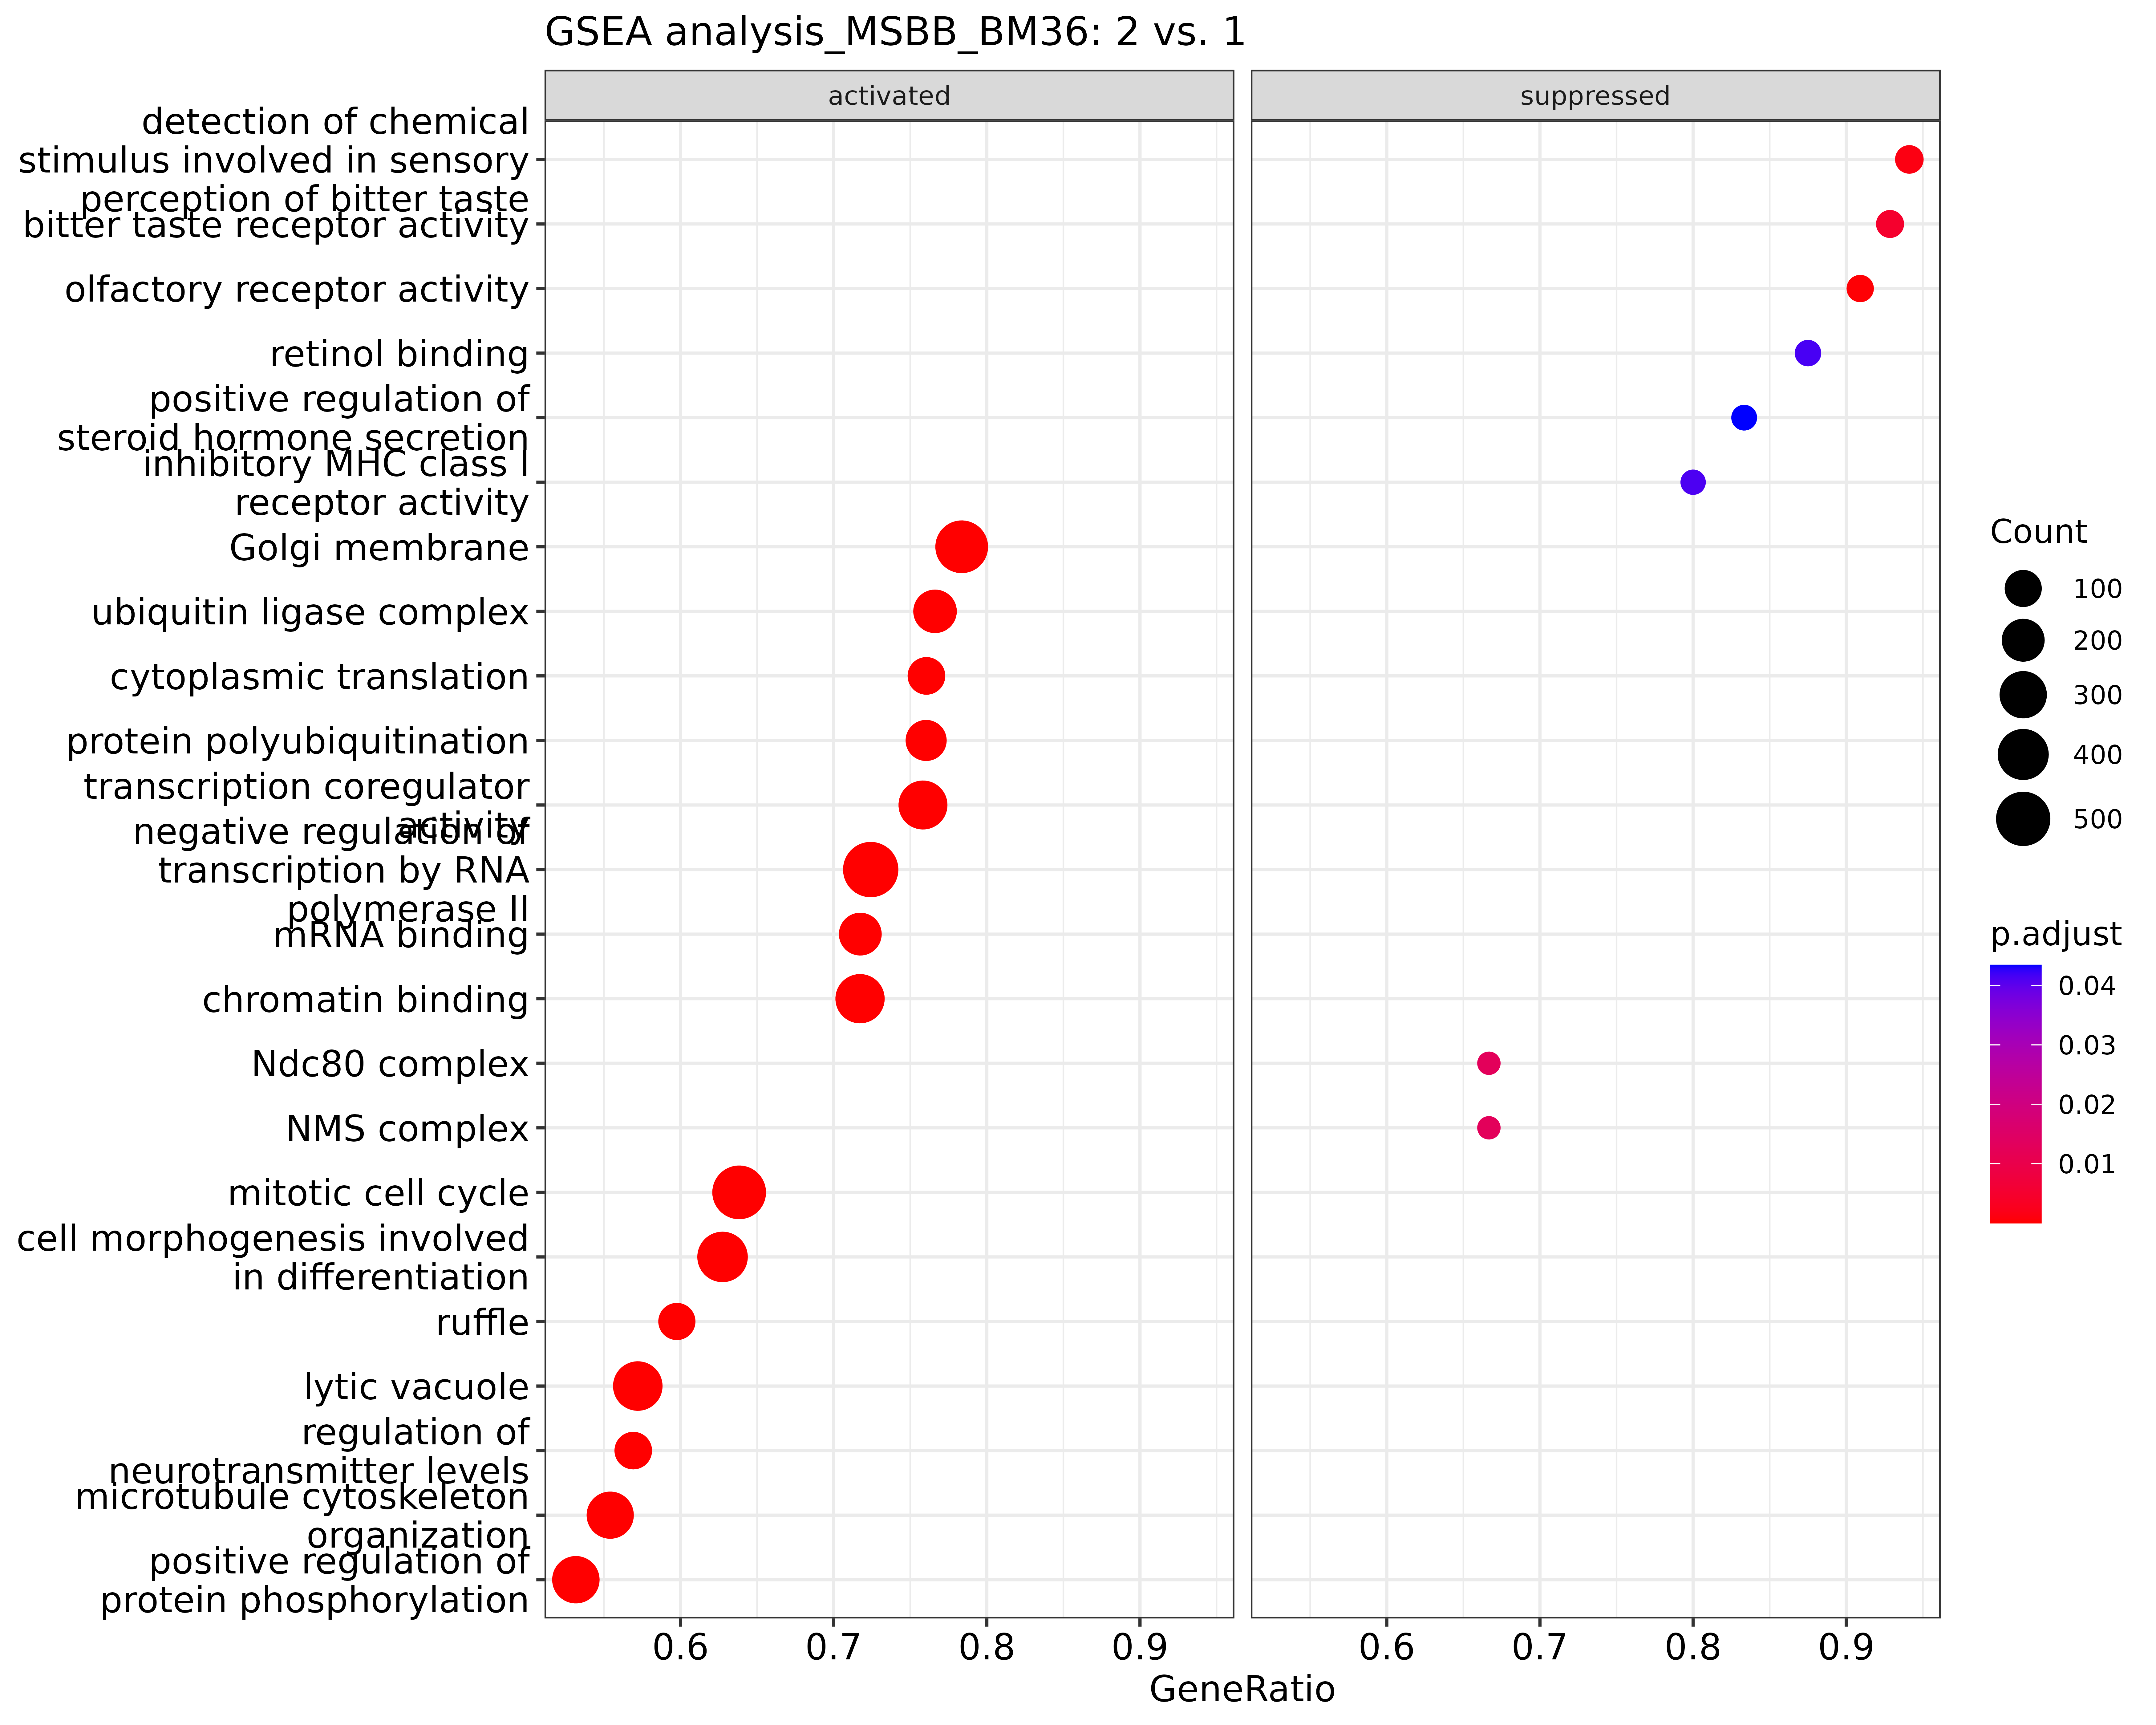 GSEA analysis_MSBB_BM36: 2 vs. 1
activated
suppressed
detection of chemical
stimulus involved in sensory
perception of bitter taste
bitter taste receptor activity
olfactory receptor activity
retinol binding
positive regulation of
steroid hormone secretion
inhibitory MHC class I
receptor activity
Golgi membrane
ubiquitin ligase complex
cytoplasmic translation
protein polyubiquitination
transcription coregulator
activity
negative regulation of
transcription by RNA
polymerase II
mRNA binding
chromatin binding
Ndc80 complex
NMS complex
mitotic cell cycle
cell morphogenesis involved
in differentiation
ruffle
lytic vacuole
regulation of
neurotransmitter levels
microtubule cytoskeleton
organization
positive regulation of
protein phosphorylation
0.6 0.7 0.8 0.9
0.6 0.7 0.8 0.9
GeneRatio
Count
100
200
300
400
500
p.adjust
0.04
0.03
0.02
0.01